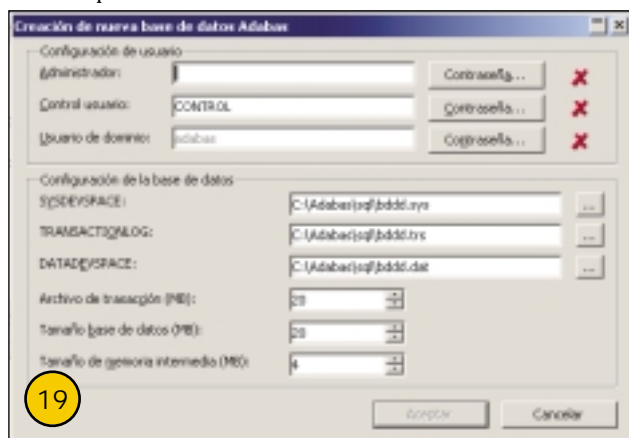 Creación de nueva base de datos Adabas
Configuración de usuario
Administrador:
Contraseña...
Control usuario:
CONTROL
Contraseña...
Usuario de dominio:
adabas
Contraseña...
Configuración de la base de datos
SYSDEVSPACE:
C:\Adabas\sql\bddd.sys
...
TRANSACTIONLOG:
C:\Adabas\sql\bddd.trs
...
DATADEVSPACE:
C:\Adabas\sql\bddd.dat
...
Archivo de transacción (MB):
20
Tamaño base de datos (MB):
20
Tamaño de memoria intermedia (MB):
4
19
Aceptar
Cancelar